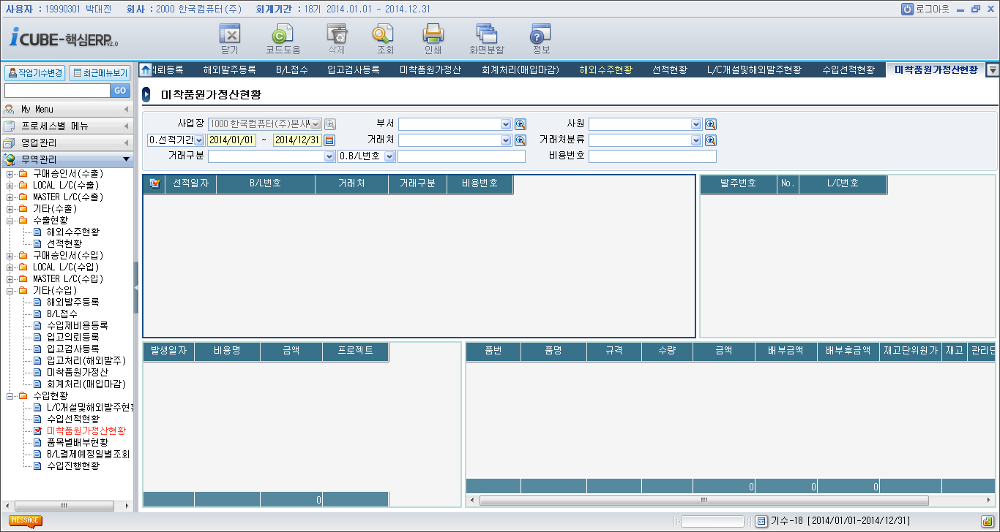 사용자 : 19990301 박대전 회사 : 2000 한국컴퓨터(주) 회계기간 : 18기 2014.01.01 ~ 2014.12.31 로그아웃
iCUBE-핵심ERP v2.0
닫기 코드도움 삭제 조회 인쇄 화면분할 정보
작업기수변경 최근메뉴보기
GO
My Menu
프로세스별 메뉴
영업관리
무역관리
구매승인서(수출)
LOCAL L/C(수출)
MASTER L/C(수출)
기타(수출)
수출현황
해외수주현황
선적현황
구매승인서(수입)
LOCAL L/C(수입)
MASTER L/C(수입)
기타(수입)
해외발주등록
B/L접수
수입제비용등록
입고의뢰등록
입고검사등록
입고처리(해외발주)
미착품원가정산
회계처리(매입마감)
수입현황
L/C개설및해외발주현황
수입선적현황
미착품원가정산현황
품목별배부현황
B/L결제예정일별조회
수입진행현황
MESSAGE
의뢰등록 해외발주등록 B/L접수 입고검사등록 미착품원가정산 회계처리(매입마감) 해외수주현황 선적현황 L/C개설및해외발주현황 수입선적현황 미착품원가정산현황
미착품원가정산현황
사업장 1000 한국컴퓨터(주)본사 부서 사원
0.선적기간 2014/01/01 ~ 2014/12/31 거래처 거래처분류
거래구분 0.B/L번호 비용번호
선적일자 B/L번호 거래처 거래구분 비용번호
발주번호 No. L/C번호
발생일자 비용명 금액 프로젝트
0
품번 품명 규격 수량 금액 배부금액 배부후금액 재고단위원가 재고 관리단
0 0 0
기수-18 [2014/01/01-2014/12/31]